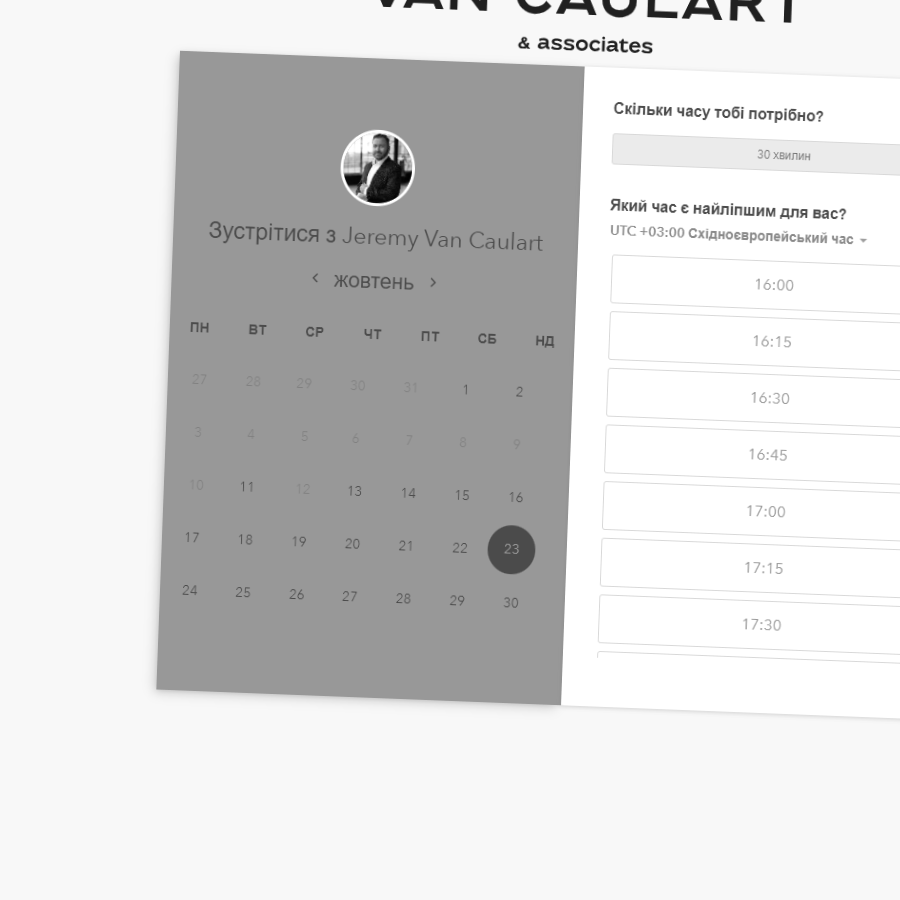 VAN CAULART
& associates
Зустрітися з Jeremy Van Caulart
жовтень
ПН ВТ СР ЧТ ПТ СБ НД
27 28 29 30 31 1 2
3 4 5 6 7 8 9
10 11 12 13 14 15 16
17 18 19 20 21 22 23
24 25 26 27 28 29 30
Скільки часу тобі потрібно?
30 хвилин
Який час є найліпшим для вас?
UTC +03:00 Східноєвропейський час
16:00
16:15
16:30
16:45
17:00
17:15
17:30